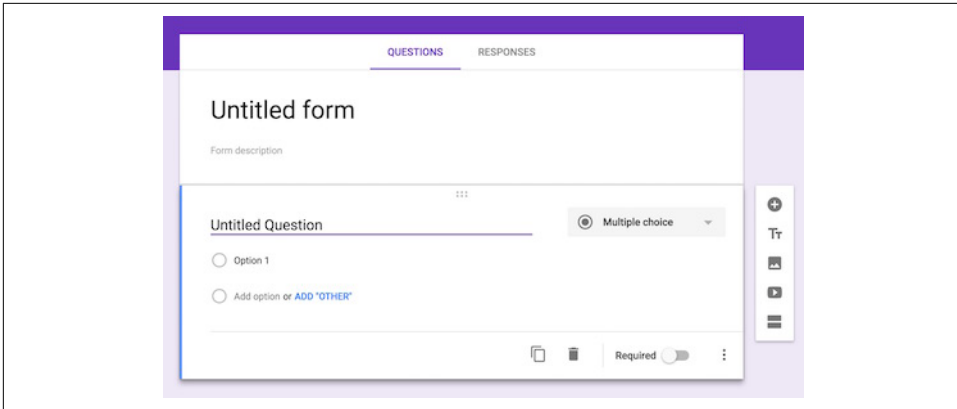 QUESTIONS RESPONSES
Untitled form
Form description
Untitled Question
Multiple choice
Option 1
Add option or ADD "OTHER"
Required